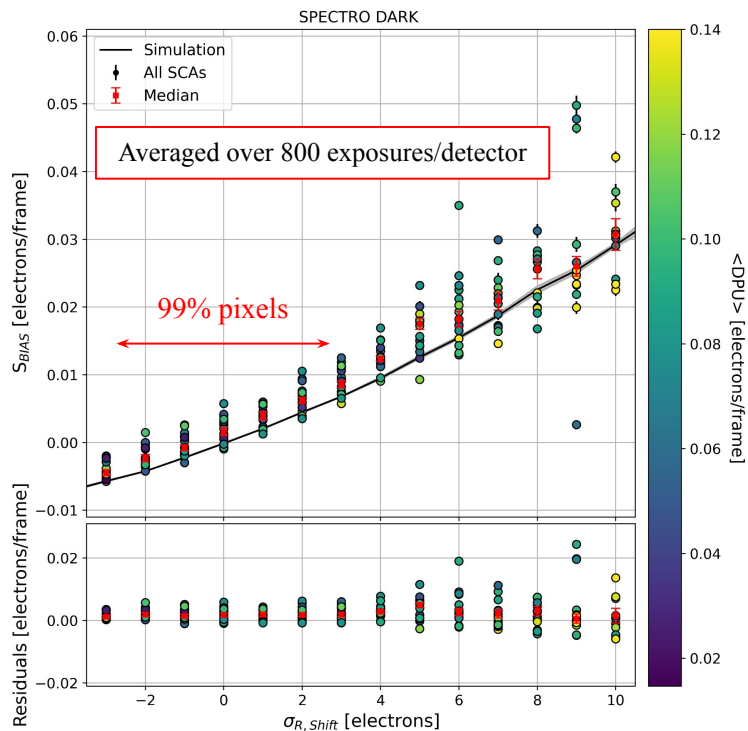 SPECTRO DARK
0.06
0.05
0.04
0.03
0.02
0.01
0.00
−0.01
S_BIAS [electrons/frame]
Simulation
All SCAs
Median
Averaged over 800 exposures/detector
99% pixels
0.02
0.00
−0.02
Residuals [electrons/frame]
−2 0 2 4 6 8 10
σ_R, Shift [electrons]
0.14
0.12
0.10
0.08
0.06
0.04
0.02
<DPU> [electrons/frame]